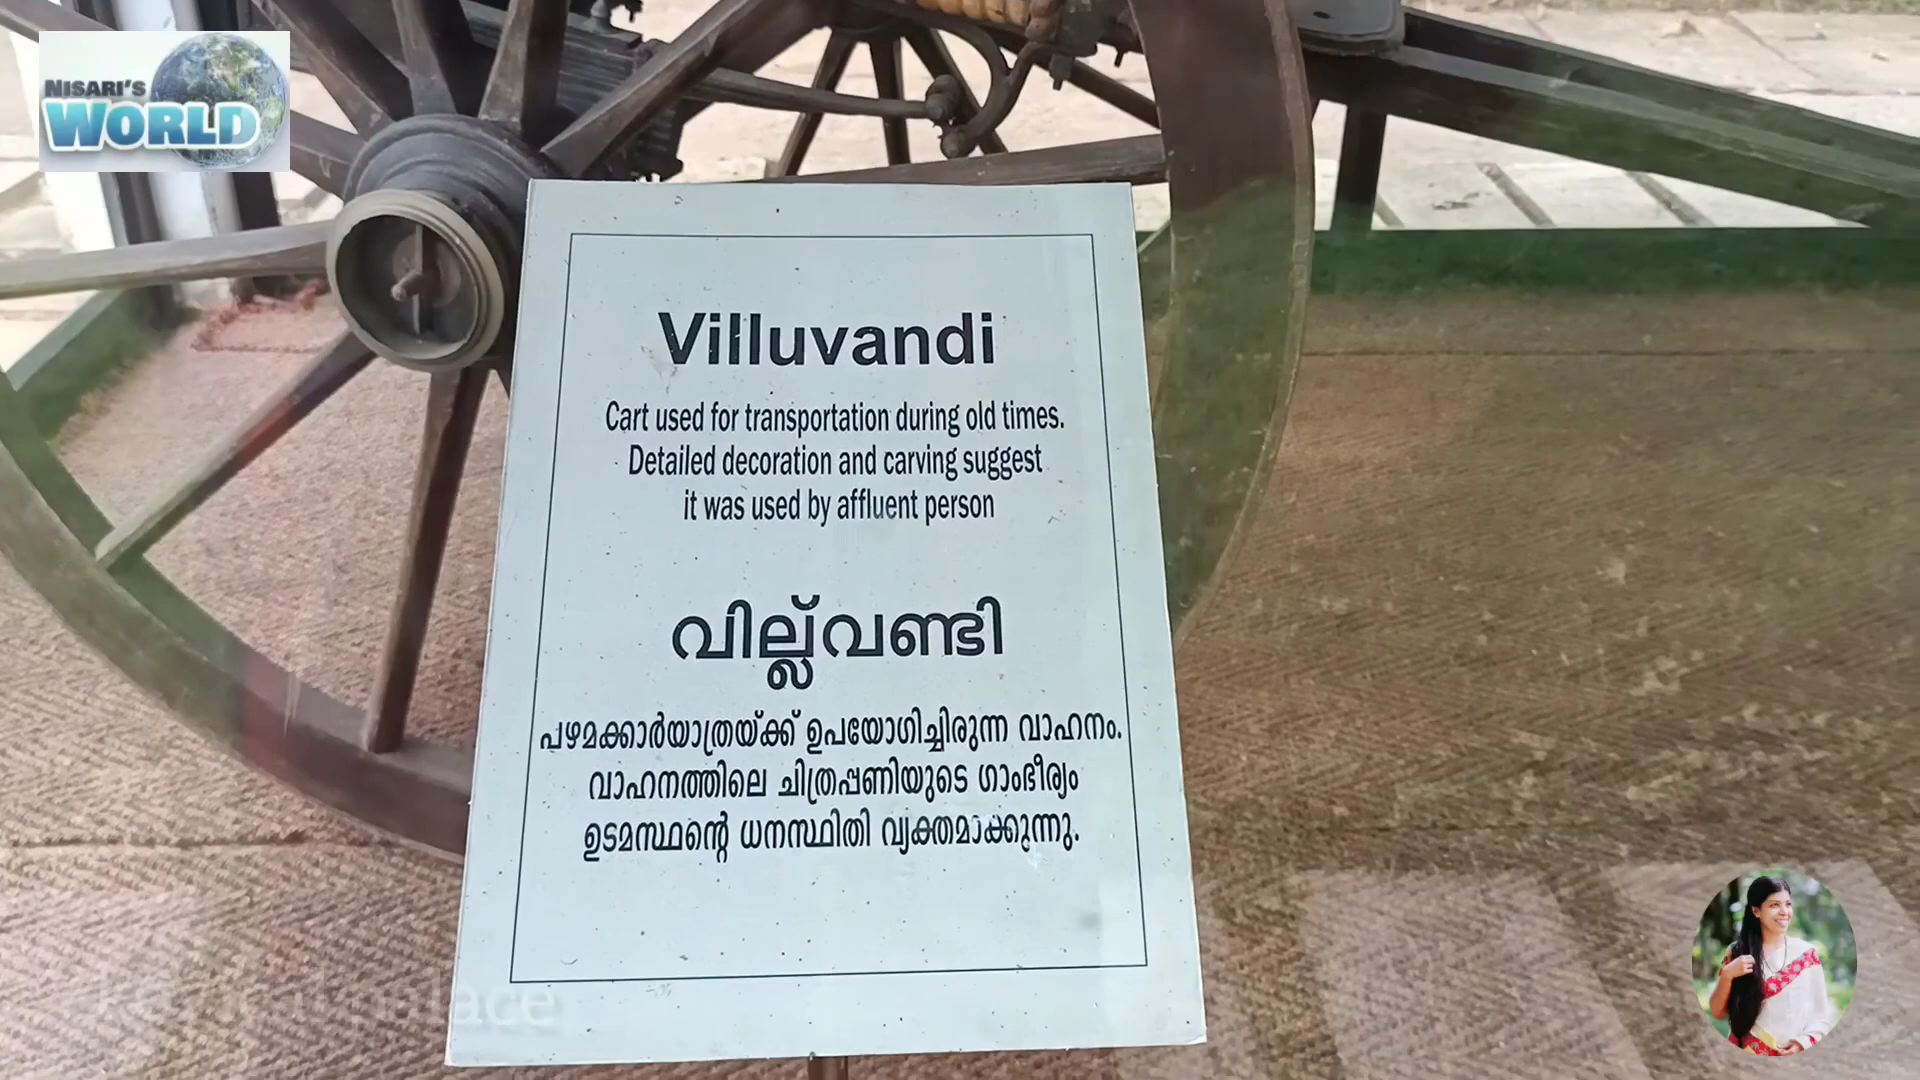 NISARI'S
WORLD
Villuvandi
Cart used for transportation during old times.
Detailed decoration and carving suggest
it was used by affluent person
വില്ല്‌വണ്ടി
പഴമക്കാർയാത്രയ്ക്ക് ഉപയോഗിച്ചിരുന്ന വാഹനം.
വാഹനത്തിലെ ചിത്രപ്പണിയുടെ ഗാംഭീര്യം
ഉടമസ്ഥന്റെ ധനസ്ഥിതി വ്യക്തമാക്കുന്നു.
palace